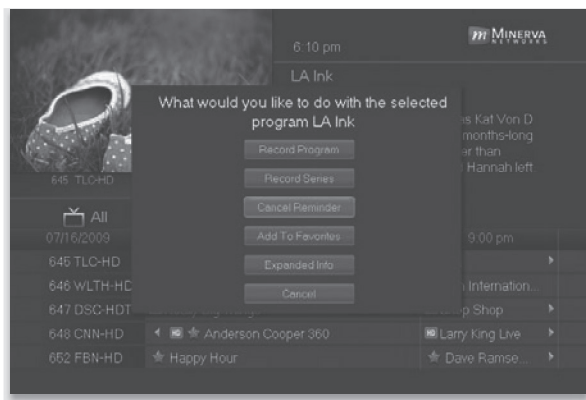 m MINERVA
NETWORKS
6:10 pm
LA Ink
What would you like to do with the selected
program LA Ink
s Kat Von D
months-long
er than
Hannah left
Record Program
Record Series
Cancel Reminder
Add To Favorites
Expanded Info
Cancel
645 TLC-HD
All
07/16/2009 9:00 pm
645 TLC-HD
646 WLTH-HD Internation...
647 DSC-HDT p Shop
648 CNN-HD HD Anderson Cooper 360 HD Larry King Live
652 FBN-HD Happy Hour Dave Ramse...